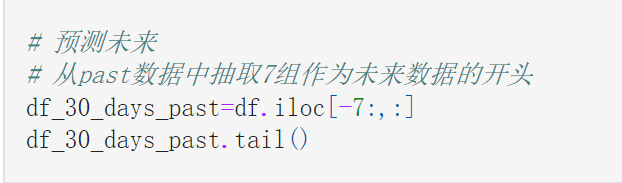 # 预测未来
# 从past数据中抽取7组作为未来数据的开头
df_30_days_past=df.iloc[-7:,:]
df_30_days_past.tail()